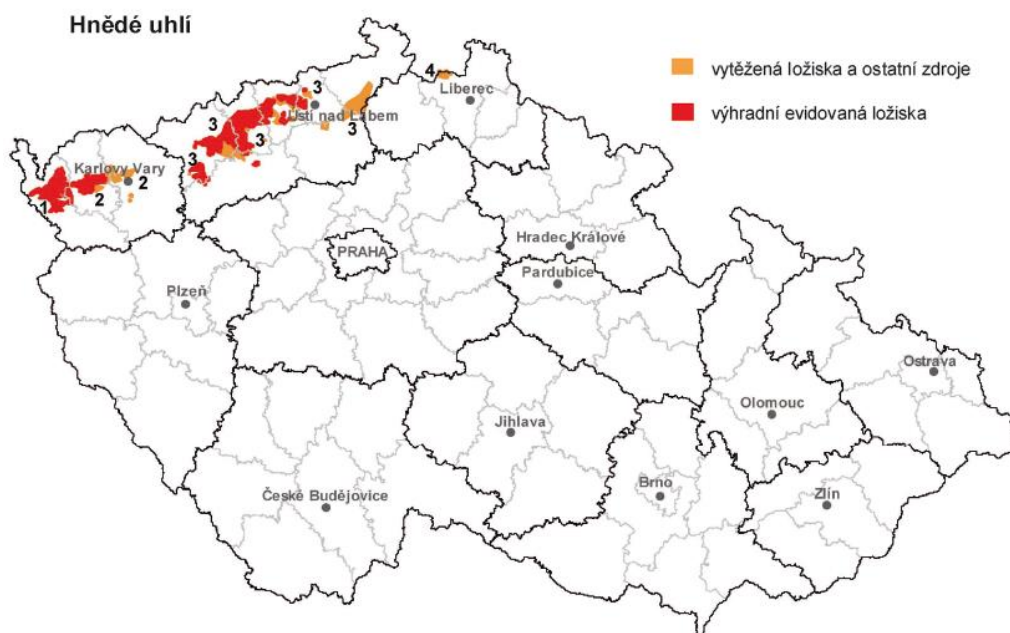 Hnědé uhlí
vytěžená ložiska a ostatní zdroje
výhradní evidovaná ložiska
4
Liberec
3
Ústí nad Labem
3
3
3
3
Karlovy Vary
2
2
1
PRAHA
Hradec Králové
Pardubice
Plzeň
Ostrava
Olomouc
Jihlava
Brno
Zlín
České Budějovice